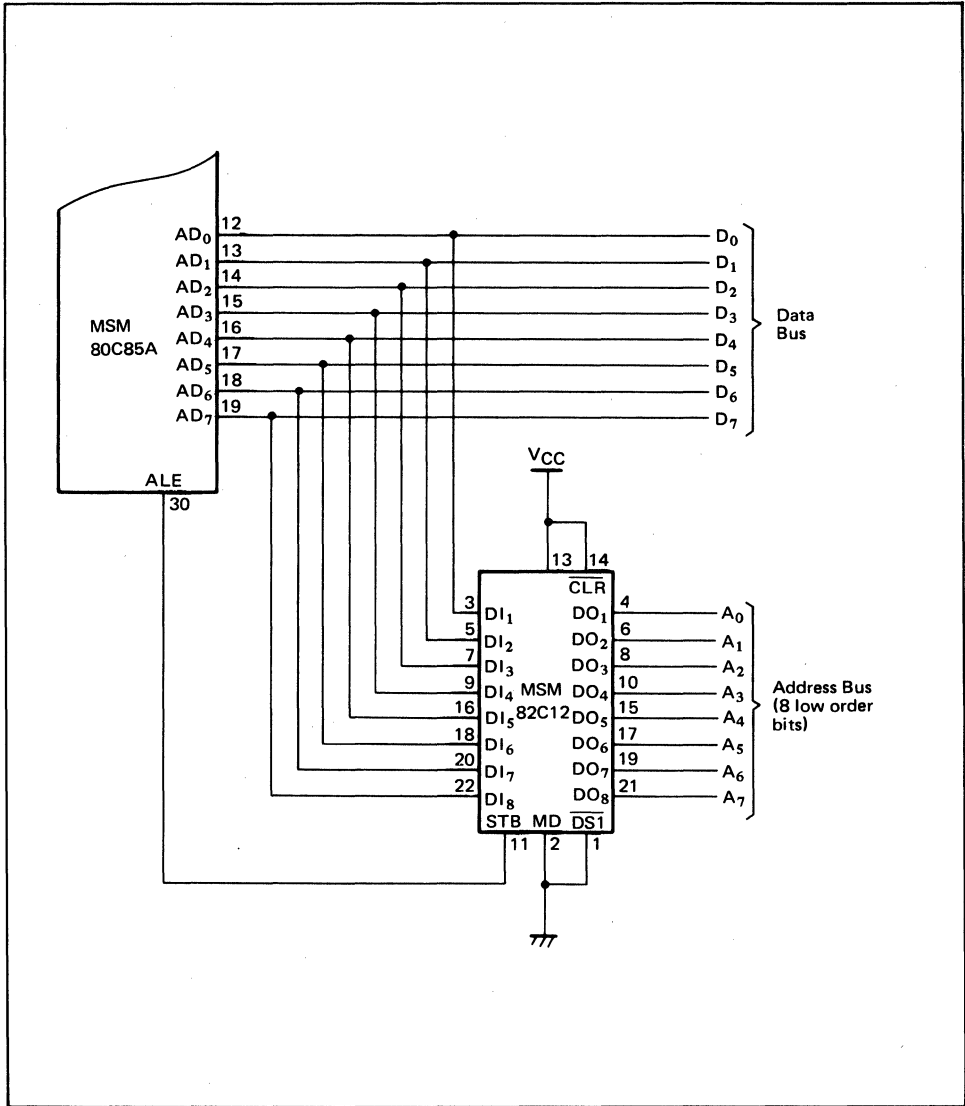 12
AD₀ D₀
13
AD₁ D₁
14
AD₂ D₂
15
AD₃ D₃
16
AD₄ D₄
17
AD₅ D₅
18
AD₆ D₆
19
AD₇ D₇
MSM
80C85A
Data
Bus
ALE
30
VCC
13 14
CLR
3 DI₁ DO₁ 4 A₀
5 DI₂ DO₂ 6 A₁
7 DI₃ DO₃ 8 A₂
9 DI₄ DO₄ 10 A₃
16 DI₅ DO₅ 15 A₄
18 DI₆ DO₆ 17 A₅
20 DI₇ DO₇ 19 A₆
22 DI₈ DO₈ 21 A₇
MSM
82C12
Address Bus
(8 low order
bits)
STB MD DS1
11 2 1